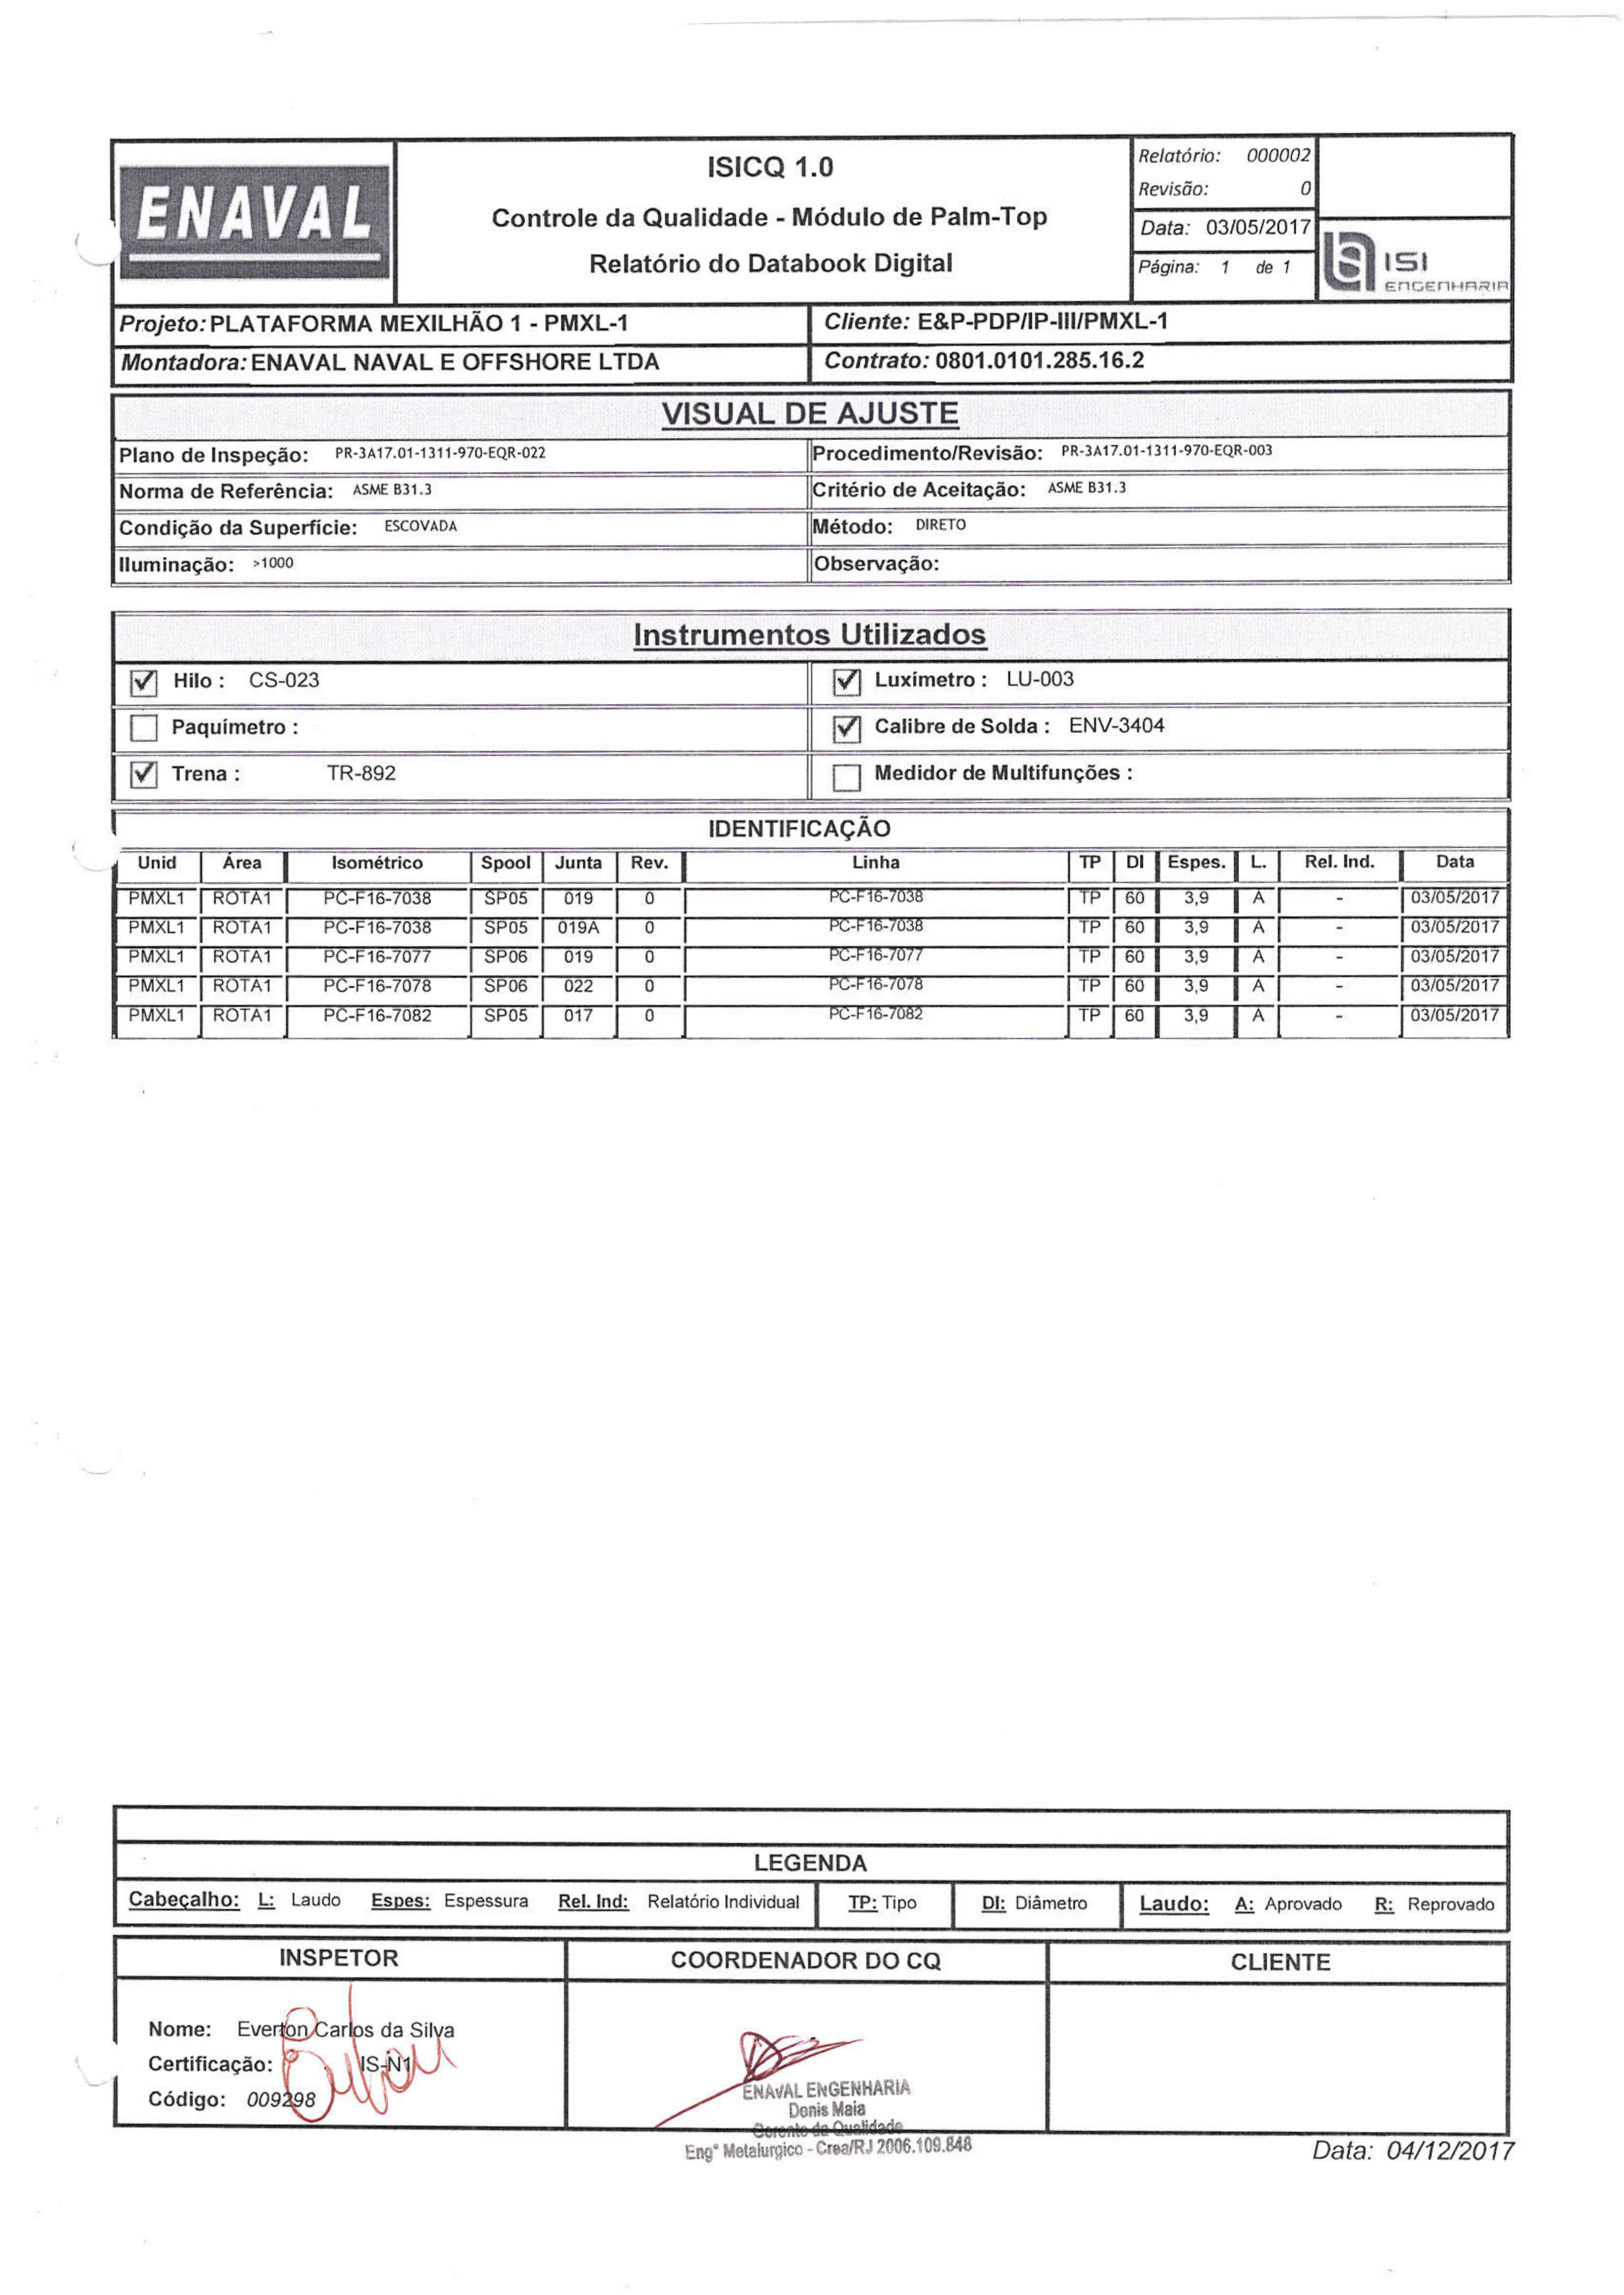 ENAVAL
ISICQ 1.0
Controle da Qualidade - Módulo de Palm-Top
Relatório do Databook Digital
Relatório: 000002
Revisão: 0
Data: 03/05/2017
Página: 1 de 1
ISI
ENGENHARIA
Projeto: PLATAFORMA MEXILHÃO 1 - PMXL-1 Cliente: E&P-PDP/IP-III/PMXL-1
Montadora: ENAVAL NAVAL E OFFSHORE LTDA Contrato: 0801.0101.285.16.2
VISUAL DE AJUSTE
Plano de Inspeção: PR-3A17.01-1311-970-EQR-022 Procedimento/Revisão: PR-3A17.01-1311-970-EQR-003
Norma de Referência: ASME B31.3 Critério de Aceitação: ASME B31.3
Condição da Superfície: ESCOVADA Método: DIRETO
Iluminação: >1000 Observação:
Instrumentos Utilizados
Hilo : CS-023 Luxímetro : LU-003
Paquímetro : Calibre de Solda : ENV-3404
Trena : TR-892 Medidor de Multifunções :
IDENTIFICAÇÃO
Unid Área Isométrico Spool Junta Rev. Linha TP DI Espes. L. Rel. Ind. Data
PMXL1 ROTA1 PC-F16-7038 SP05 019 0 PC-F16-7038 TP 60 3,9 A - 03/05/2017
PMXL1 ROTA1 PC-F16-7038 SP05 019A 0 PC-F16-7038 TP 60 3,9 A - 03/05/2017
PMXL1 ROTA1 PC-F16-7077 SP06 019 0 PC-F16-7077 TP 60 3,9 A - 03/05/2017
PMXL1 ROTA1 PC-F16-7078 SP06 022 0 PC-F16-7078 TP 60 3,9 A - 03/05/2017
PMXL1 ROTA1 PC-F16-7082 SP05 017 0 PC-F16-7082 TP 60 3,9 A - 03/05/2017
LEGENDA
Cabeçalho: L: Laudo Espes: Espessura Rel. Ind: Relatório Individual TP: Tipo DI: Diâmetro Laudo: A: Aprovado R: Reprovado
INSPETOR COORDENADOR DO CQ CLIENTE
Nome: Everton Carlos da Silva
Certificação: IS-N1
Código: 009298
ENAVAL ENGENHARIA
Denis Maia
Gerente da Qualidade
Engº Metalurgico - Crea/RJ 2006.109.848
Data: 04/12/2017